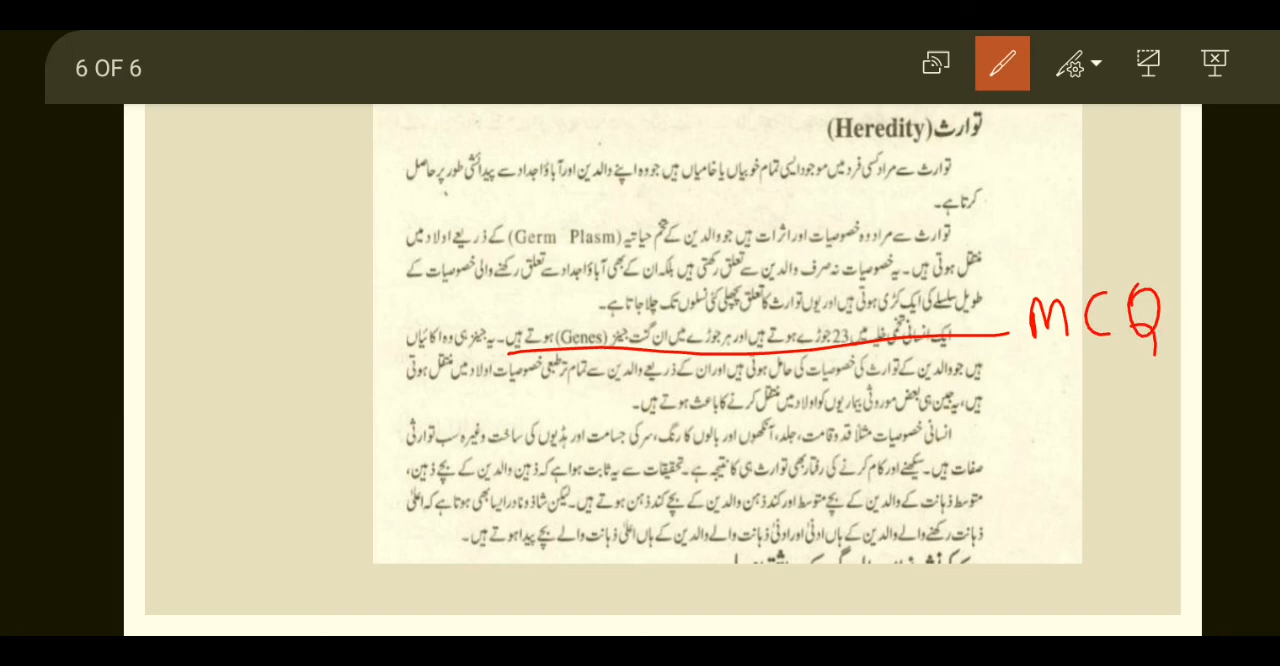 6 OF 6
توارث (Heredity)
توارث سے مراد کسی فرد میں موجود ایسی تمام خوبیاں یا خامیاں ہیں جو وہ اپنے والدین اور آباؤ اجداد سے پیدائشی طور پر حاصل
کرتا ہے۔
توارث سے مراد وہ خصوصیات اور اثرات ہیں جو والدین کے تخم حیاتیہ (Germ Plasm) کے ذریعے اولاد میں
منتقل ہوتی ہیں۔ یہ خصوصیات نہ صرف والدین سے تعلق رکھتی ہیں بلکہ ان کے بھی آباؤ اجداد سے تعلق رکھنے والی خصوصیات کے
طویل سلسلے کی ایک کڑی ہوتی ہیں اور یوں توارث کا تعلق پچھلی کئی نسلوں تک چلا جاتا ہے۔
ایک انسانی تخمی خلیہ میں 23 جوڑے ہوتے ہیں اور ہر جوڑے میں ان گنت جینز (Genes) ہوتے ہیں۔ یہ جینز ہی وہ اکائیاں
MCQ
ہیں جو والدین کے توارث کی خصوصیات کی حامل ہوتی ہیں اور ان کے ذریعے والدین سے تمام تر طبعی خصوصیات اولاد میں منتقل ہوتی
ہیں، یہ جین ہی بعض موروثی بیماریوں کو اولاد میں منتقل کرنے کا باعث ہوتے ہیں۔
انسانی خصوصیات مثلاً قد و قامت، جلد، آنکھوں اور بالوں کا رنگ، سر کی جسامت اور ہڈیوں کی ساخت وغیرہ سب توارثی
صفات ہیں۔ سیکھنے اور کام کرنے کی رفتار بھی توارث ہی کا نتیجہ ہے۔ تحقیقات سے یہ ثابت ہوا ہے کہ ذہین والدین کے بچے ذہین،
متوسط ذہانت کے والدین کے بچے متوسط اور کند ذہن والدین کے بچے کند ذہن ہوتے ہیں۔ لیکن شاذ و نادر ایسا بھی ہوتا ہے کہ اعلیٰ
ذہانت رکھنے والے والدین کے ہاں ادنیٰ اور ادنیٰ ذہانت والے والدین کے ہاں اعلیٰ ذہانت والے بچے پیدا ہوتے ہیں۔